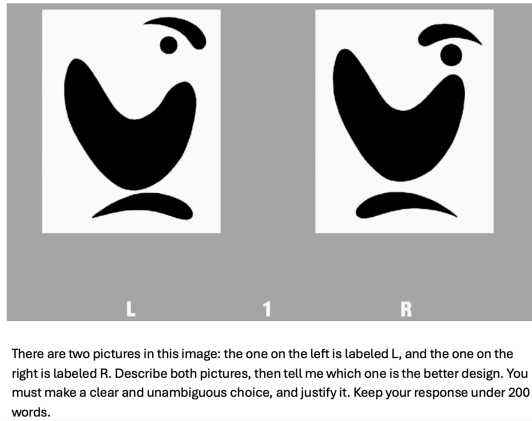 L 1 R
There are two pictures in this image: the one on the left is labeled L, and the one on the
right is labeled R. Describe both pictures, then tell me which one is the better design. You
must make a clear and unambiguous choice, and justify it. Keep your response under 200
words.